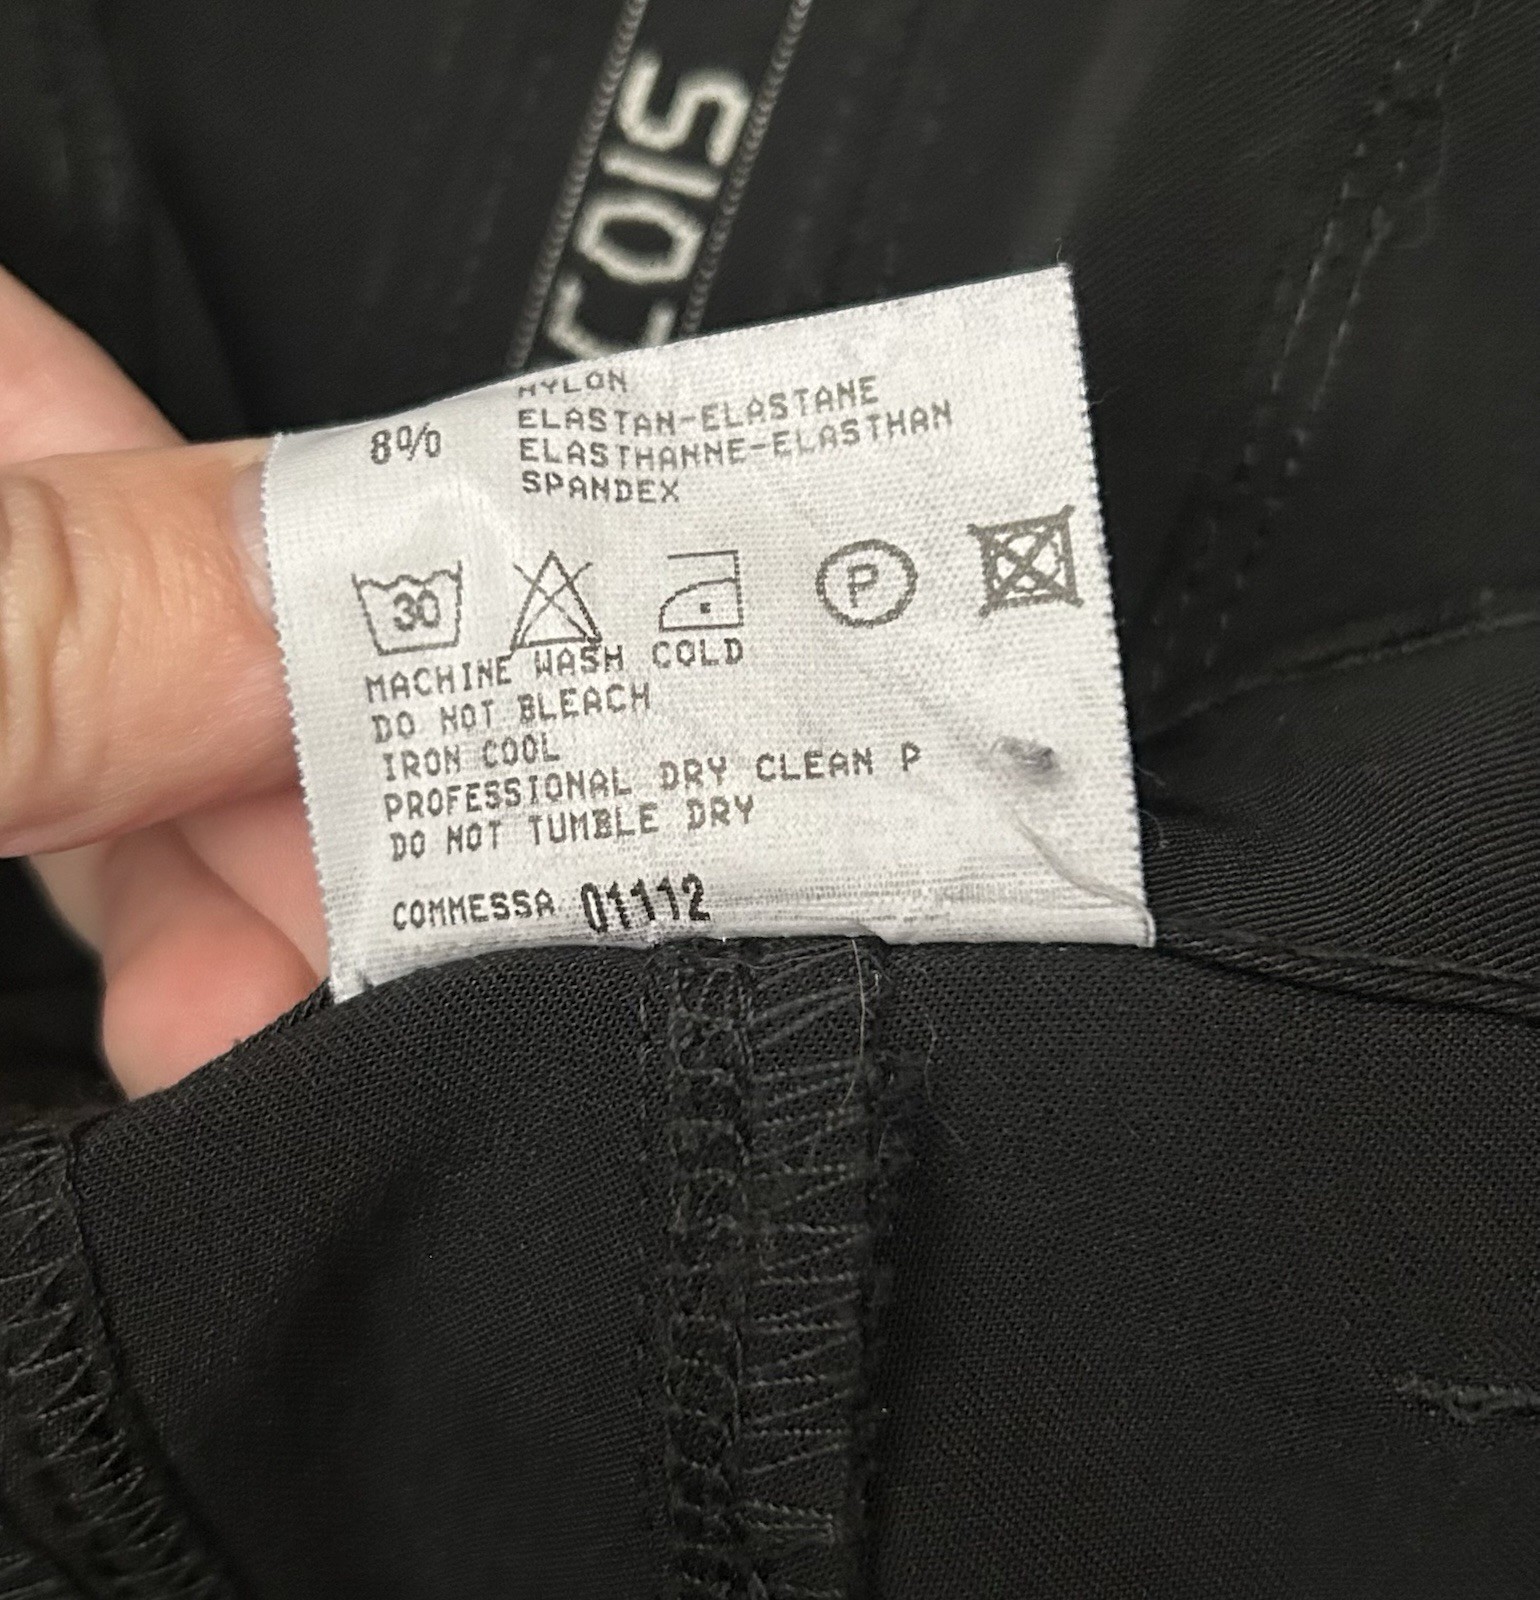 COIS
NYLON
8% ELASTAN-ELASTANE
ELASTHANNE-ELASTHAN
SPANDEX
30 P
MACHINE WASH COLD
DO NOT BLEACH
IRON COOL
PROFESSIONAL DRY CLEAN P
DO NOT TUMBLE DRY
COMMESSA 01112